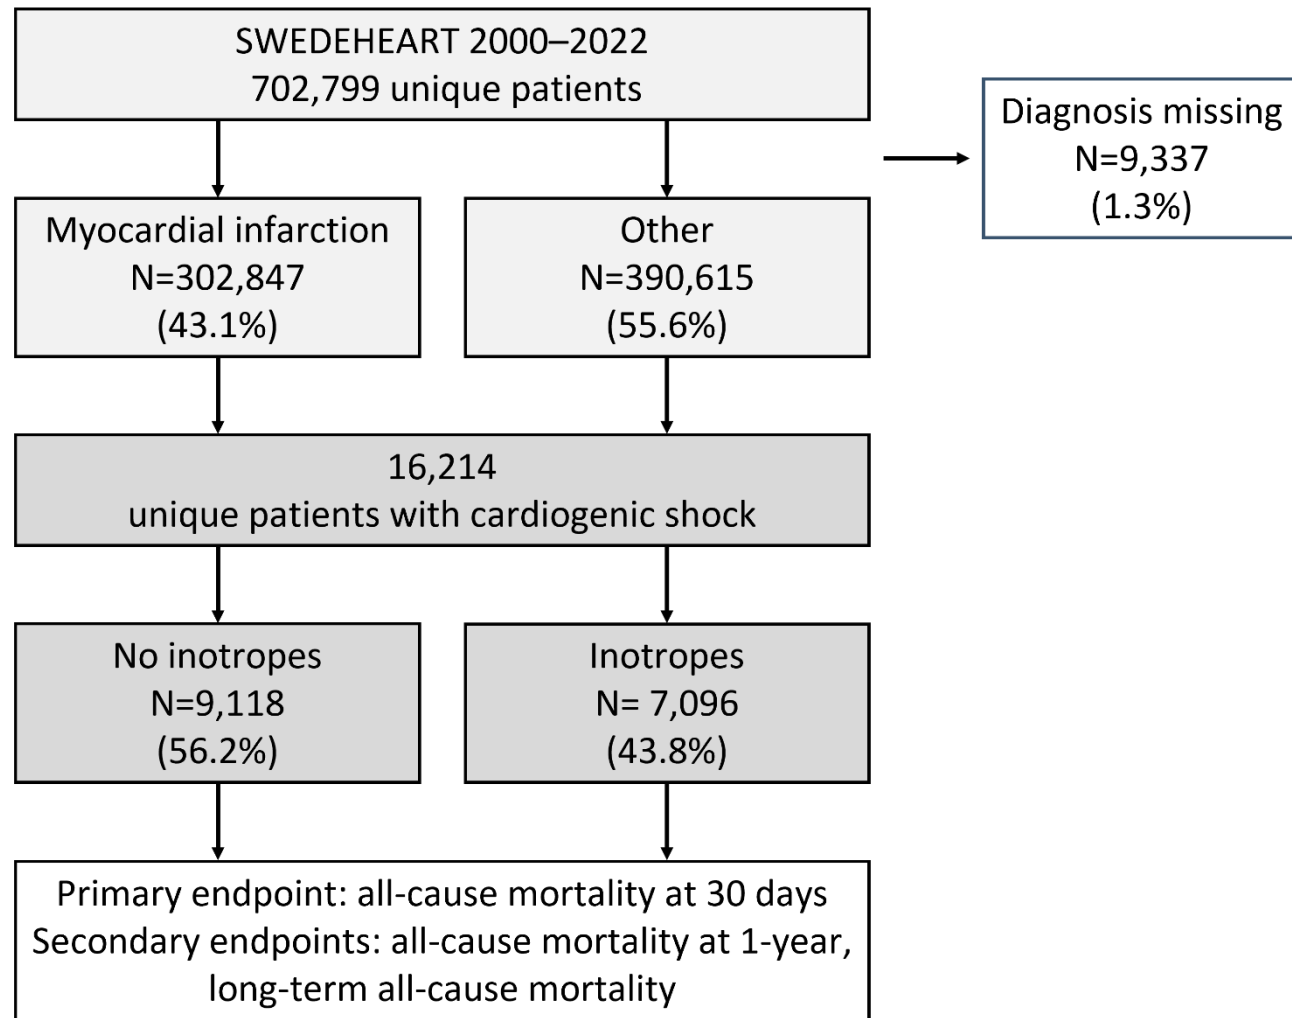 SWEDEHEART 2000–2022
702,799 unique patients
Diagnosis missing
N=9,337
(1.3%)
Myocardial infarction
N=302,847
(43.1%)
Other
N=390,615
(55.6%)
16,214
unique patients with cardiogenic shock
No inotropes
N=9,118
(56.2%)
Inotropes
N= 7,096
(43.8%)
Primary endpoint: all-cause mortality at 30 days
Secondary endpoints: all-cause mortality at 1-year,
long-term all-cause mortality